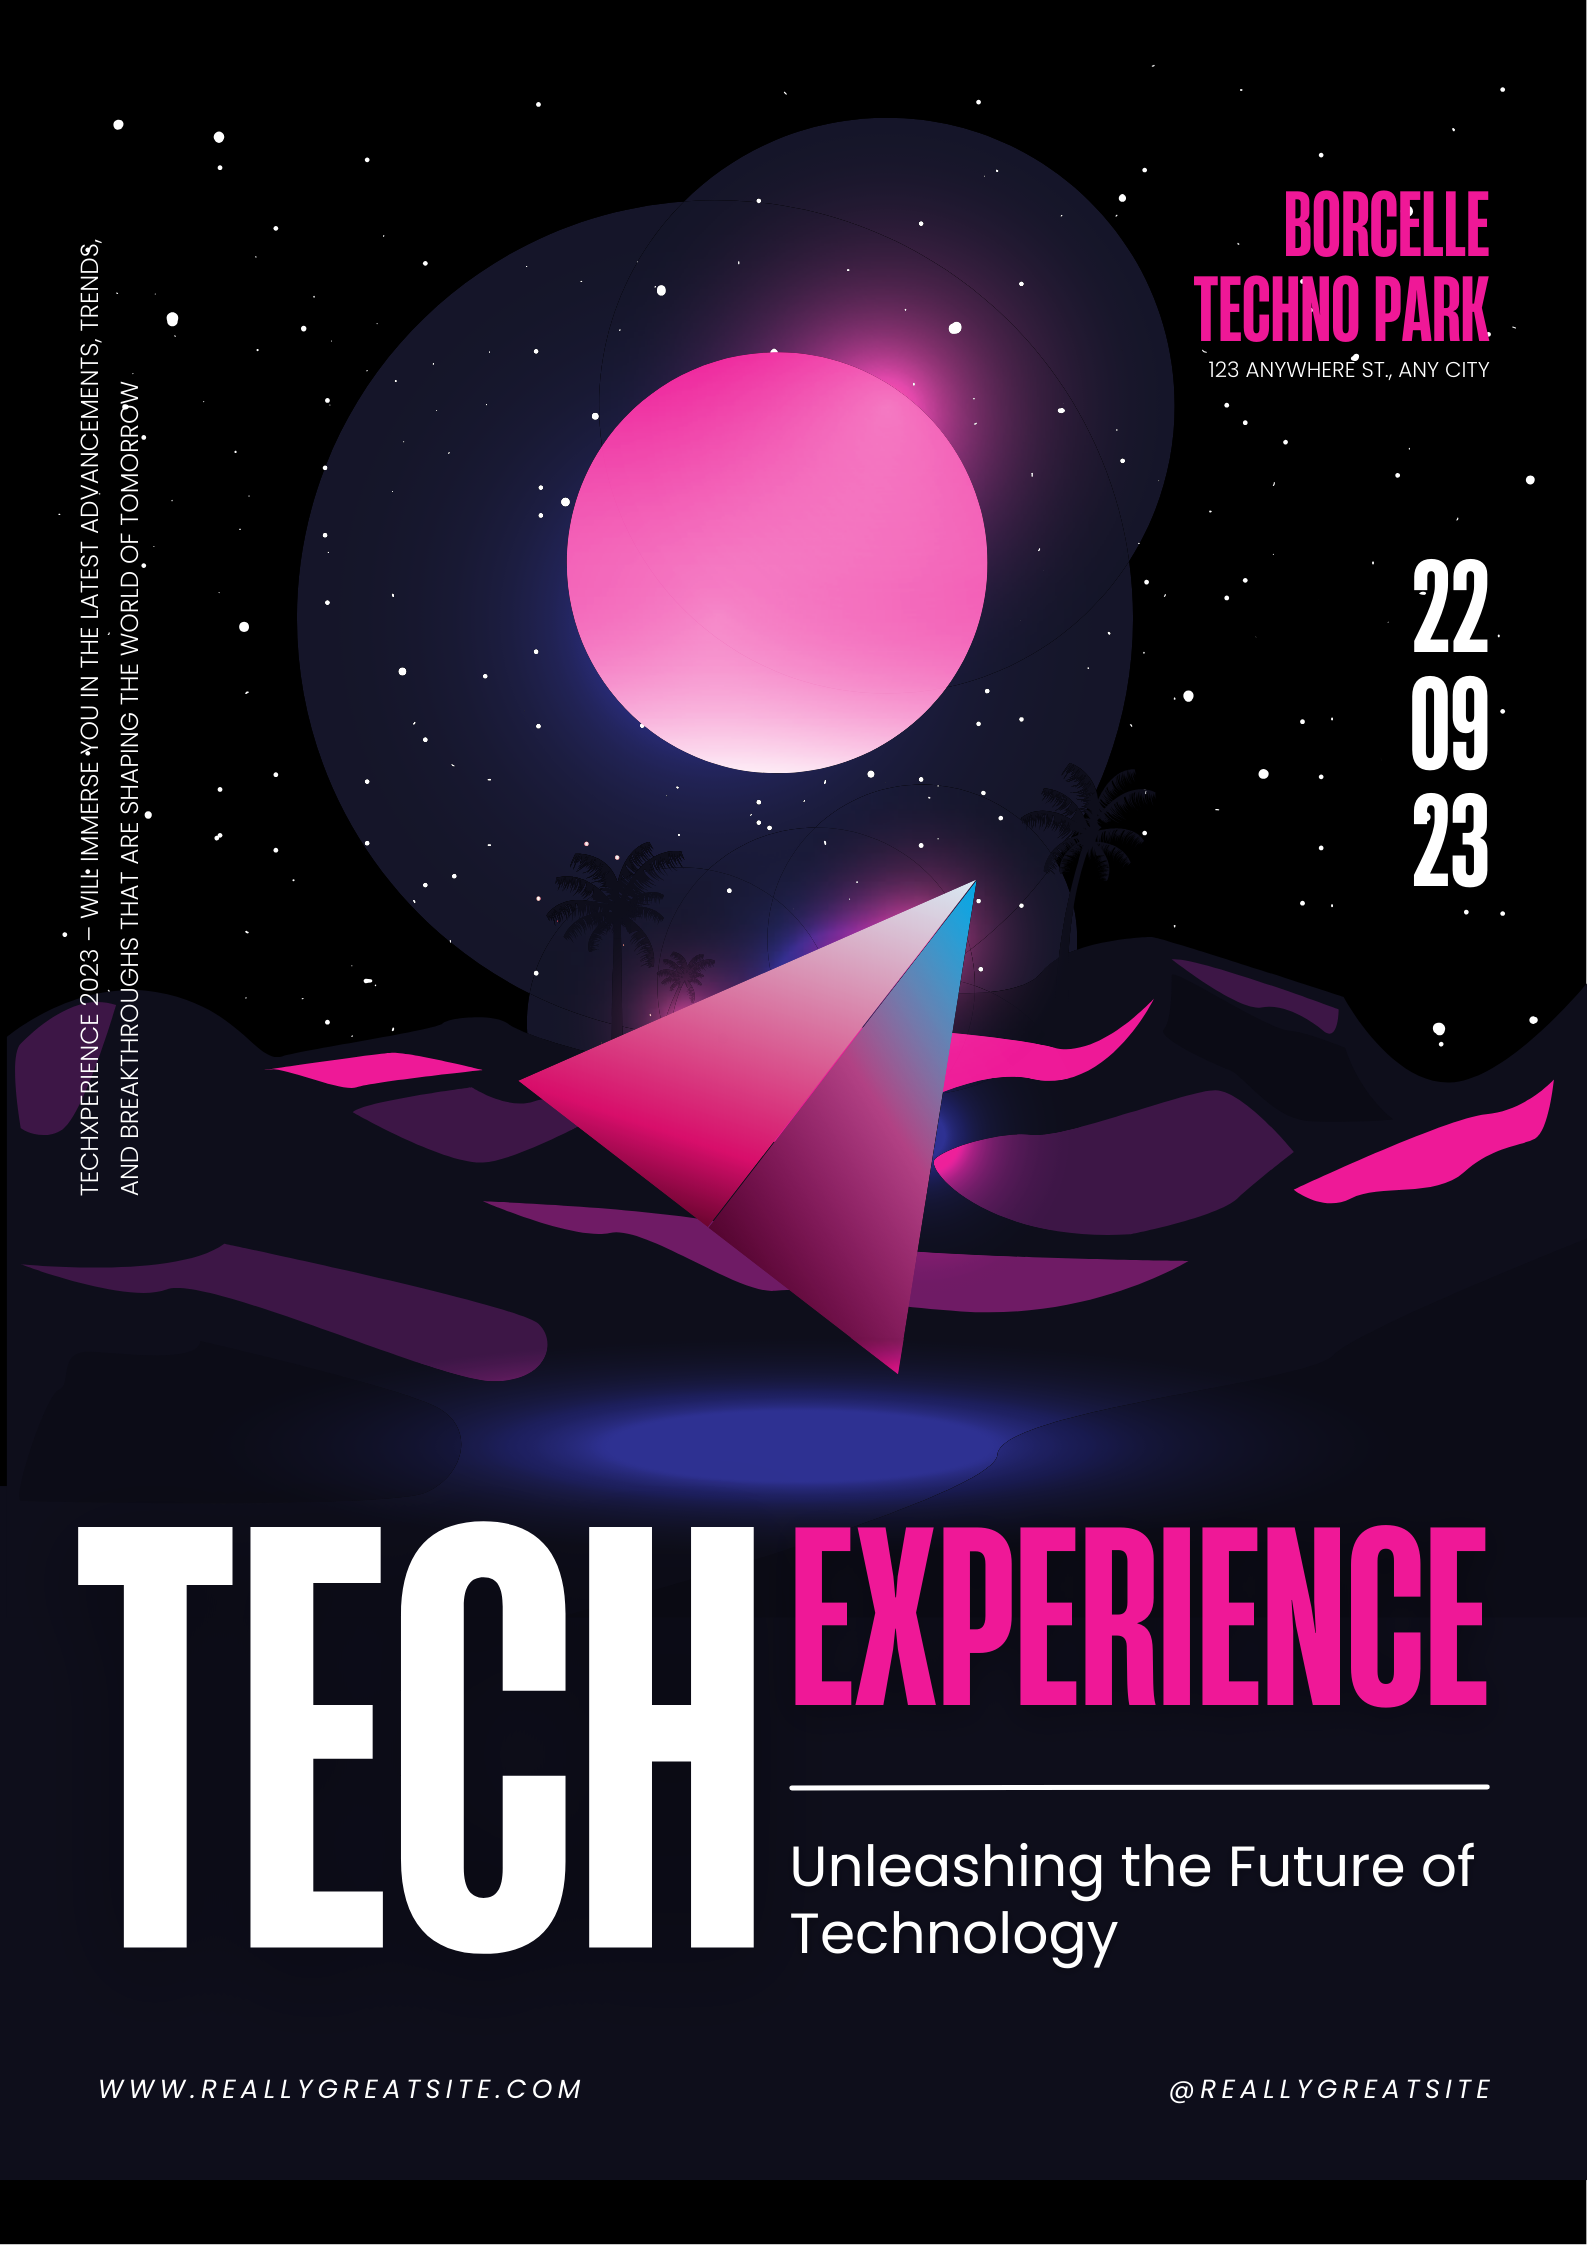 BORCELLE
TECHNO PARK
123 ANYWHERE ST., ANY CITY
22
09
23
TECHXPERIENCE 2023 – WILL IMMERSE YOU IN THE LATEST ADVANCEMENTS, TRENDS,
AND BREAKTHROUGHS THAT ARE SHAPING THE WORLD OF TOMORROW
TECH
EXPERIENCE
Unleashing the Future of
Technology
WWW.REALLYGREATSITE.COM
@REALLYGREATSITE